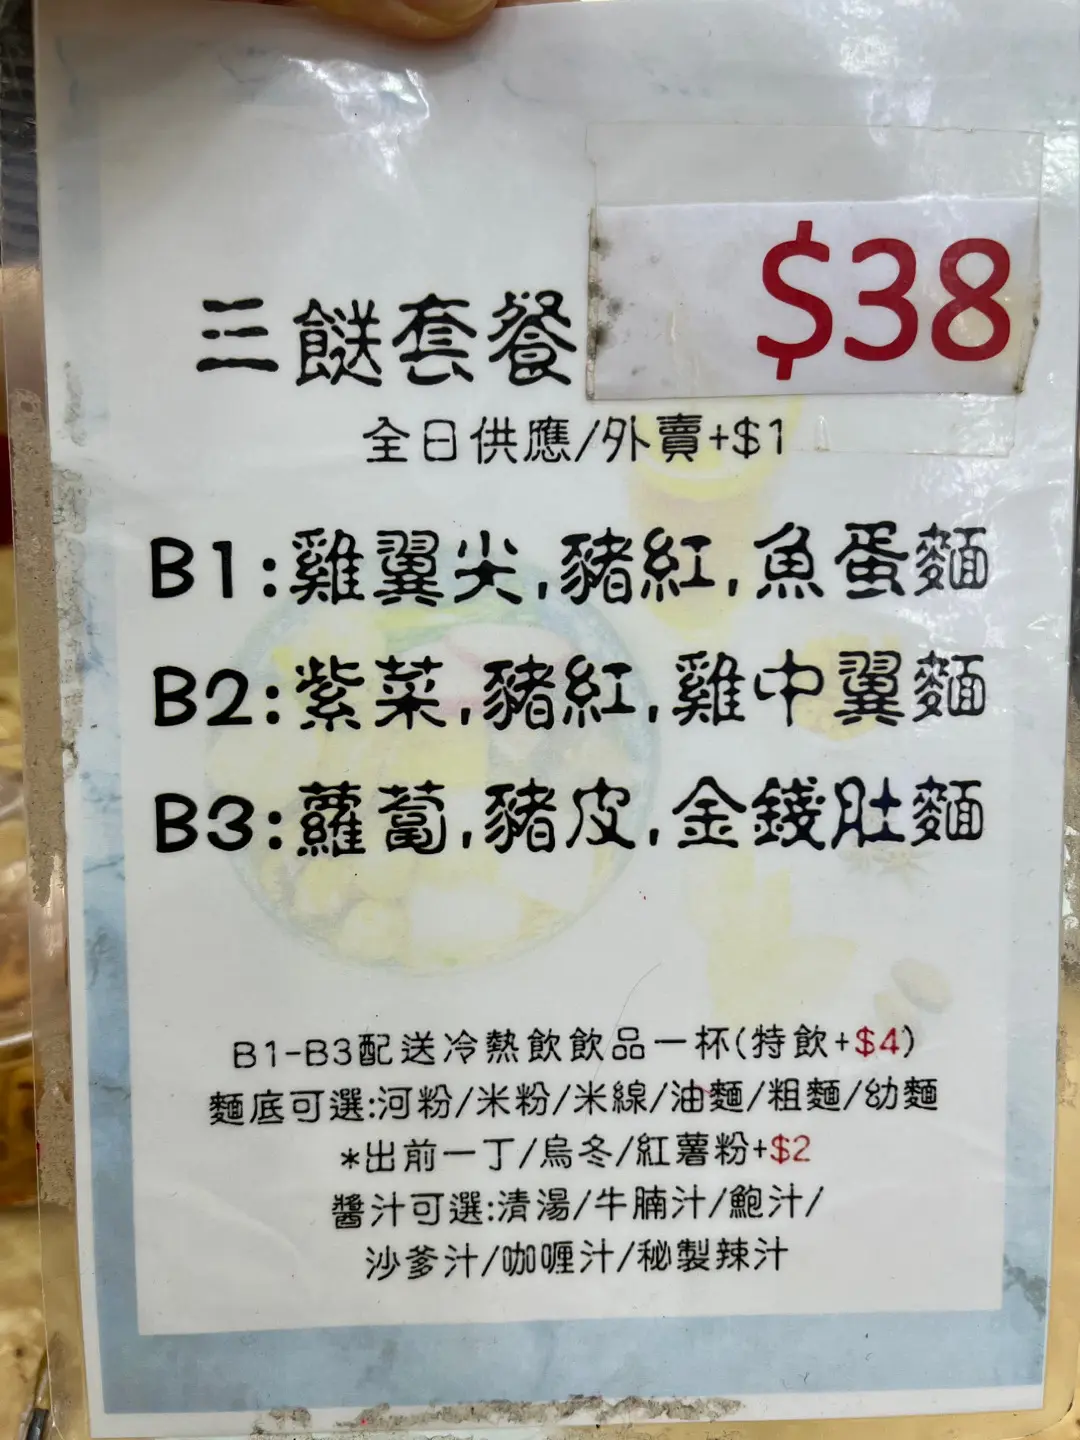 三餸套餐 $38
全日供應/外賣+$1
B1:雞翼尖,豬紅,魚蛋麵
B2:紫菜,豬紅,雞中翼麵
B3:蘿蔔,豬皮,金錢肚麵
B1-B3配送冷熱飲飲品一杯(特飲+$4)
麵底可選:河粉/米粉/米線/油麵/粗麵/幼麵
*出前一丁/烏冬/紅薯粉+$2
醬汁可選:清湯/牛腩汁/鮑汁/
沙爹汁/咖喱汁/秘製辣汁